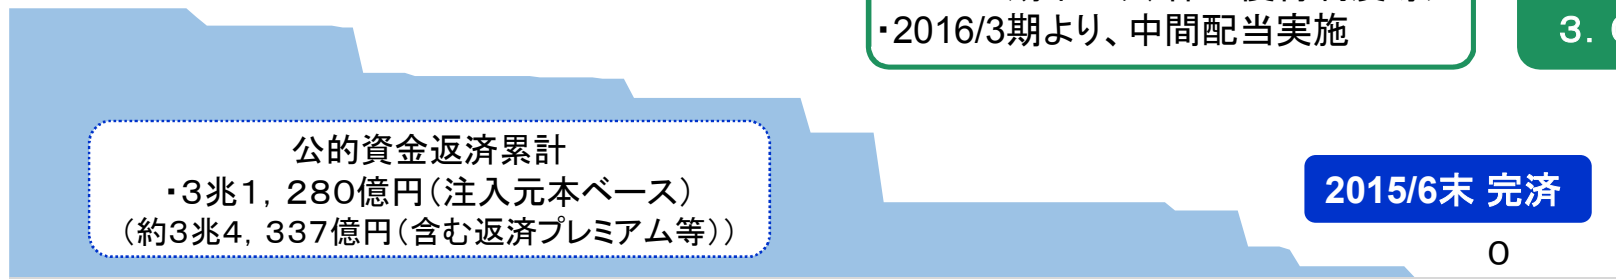 ・2016/3期より、中間配当実施
３．
公的資金返済累計
・３兆１，２８０億円（注入元本ベース）
（約３兆４，３３７億円（含む返済プレミアム等））
2015/6末 完済
０